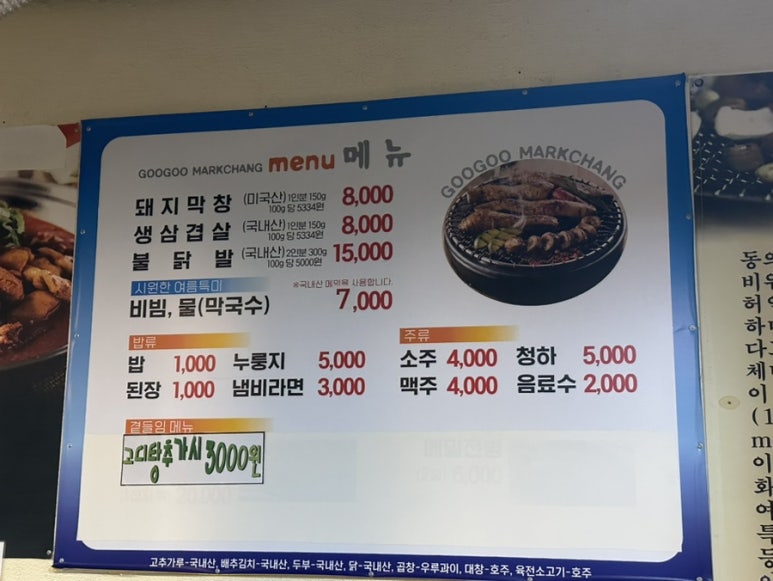 GOOGOO MARKCHANG menu 메뉴
GOOGOO MARKCHANG
돼지막창 (미국산) 1인분 150g 100g 당 5334원 8,000
생삼겹살 (국내산) 1인분 150g 100g 당 5334원 8,000
불닭발 (국내산) 2인분 300g 100g 당 5000원 15,000
시원한 여름특미 ※국내산 메밀묵을 사용합니다.
비빔, 물(막국수) 7,000
밥류
밥 1,000 누룽지 5,000
된장 1,000 냄비라면 3,000
주류
소주 4,000 청하 5,000
맥주 4,000 음료수 2,000
곁들임 메뉴
고디탕추가시 3000원
고추가루-국내산, 배추김치-국내산, 두부-국내산, 닭-국내산, 곱창-우루과이, 대창-호주, 육전소고기-호주